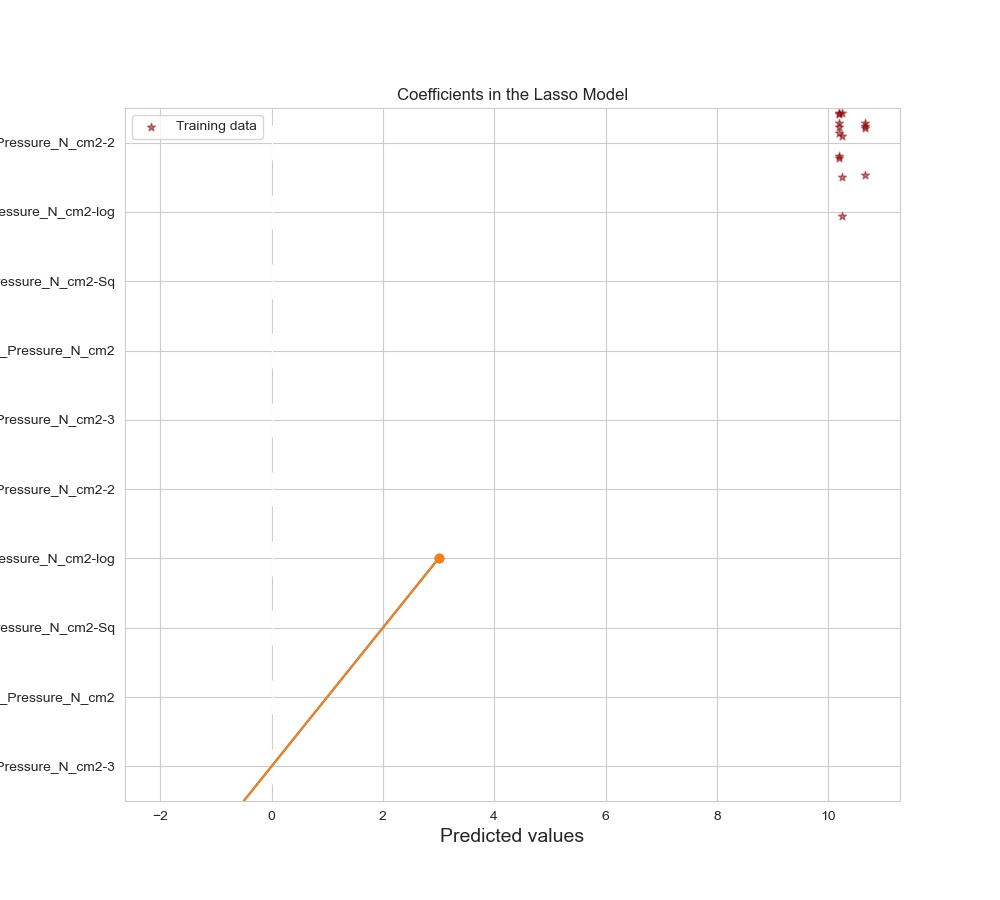 Coefficients in the Lasso Model
Training data
Pressure_N_cm2-2
essure_N_cm2-log
ressure_N_cm2-Sq
_Pressure_N_cm2
Pressure_N_cm2-3
Pressure_N_cm2-2
essure_N_cm2-log
ressure_N_cm2-Sq
_Pressure_N_cm2
Pressure_N_cm2-3
−2 0 2 4 6 8 10
Predicted values